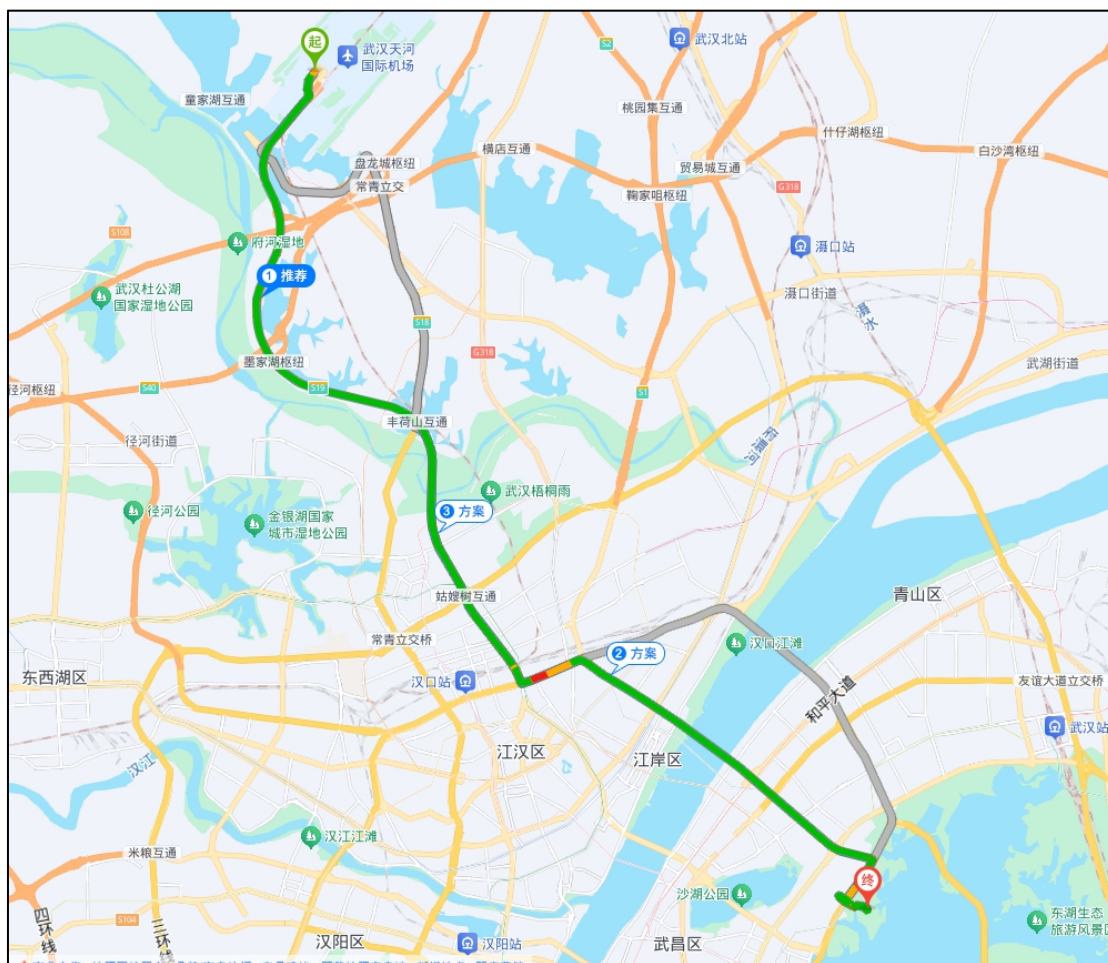 起
武汉天河
国际机场
武汉北站
S2
童家湖互通
桃园集互通
什仔湖枢纽
横店互通
盘龙城枢纽
贸易城互通
白沙湾枢纽
常青立交
G318
鞠家咀枢纽
S108
府河湿地
滠口站
1 推荐
武汉杜公湖
国家湿地公园
滠口街道
滠水
S18
G318
墨家湖枢纽
武湖街道
径河枢纽
S40
S19
S1
丰荷山互通
径河街道
府澴河
武汉梧桐雨
径河公园
3 方案
金银湖国家
城市湿地公园
姑嫂树互通
青山区
常青立交桥
汉口江滩
2 方案
东西湖区
汉口站
友谊大道立交桥
和平大道
武汉站
江汉区
江岸区
汉江
汉江江滩
米粮互通
终
沙湖公园
四环线
三环线
S104
东湖生态
旅游风景区
汉阳区
汉阳站
武昌区